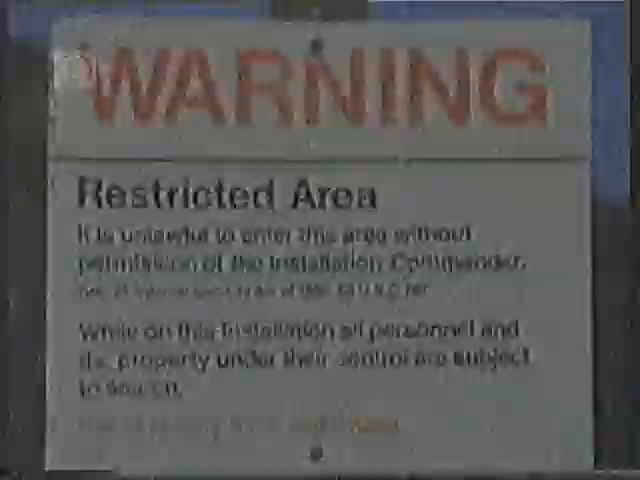 WARNING
Restricted Area
It is unlawful to enter this area without
permission of the Installation Commander.
While on this Installation all personnel and
the property under their control are subject
to search.